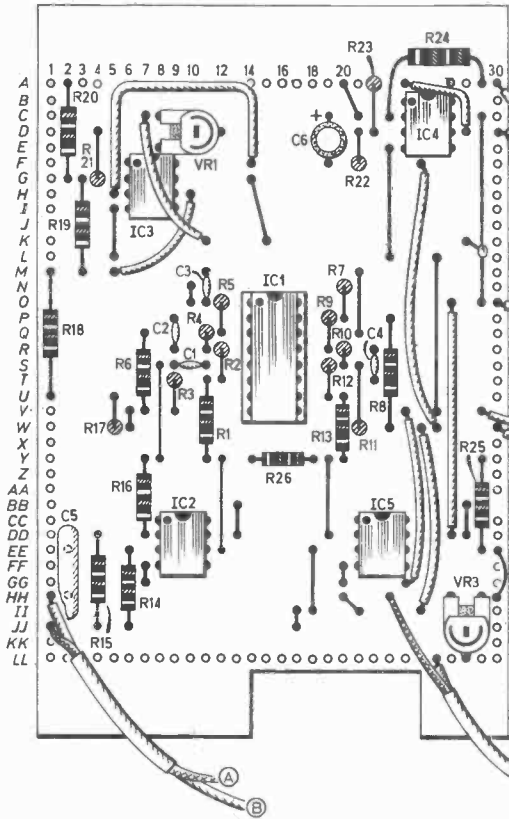 R24
R23
1 2 3 4 5 6 7 8 9 10 12 14 16 18 20 30
A
B
C
D
E
F
G
H
I
J
K
L
M
N
O
P
Q
R
S
T
U
V
W
X
Y
Z
AA
BB
CC
DD
EE
FF
GG
HH
II
JJ
KK
LL
R20
R21
VR1
+
C6
IC4
R22
R19
IC3
C3
R5
IC1
R7
R18
C2
R4
R9
R10
C4
R6
C1
R2
R3
R12
R8
R17
R1
R13
R11
R25
R16
R26
C5
IC2
IC5
R15
R14
VR3
A
B